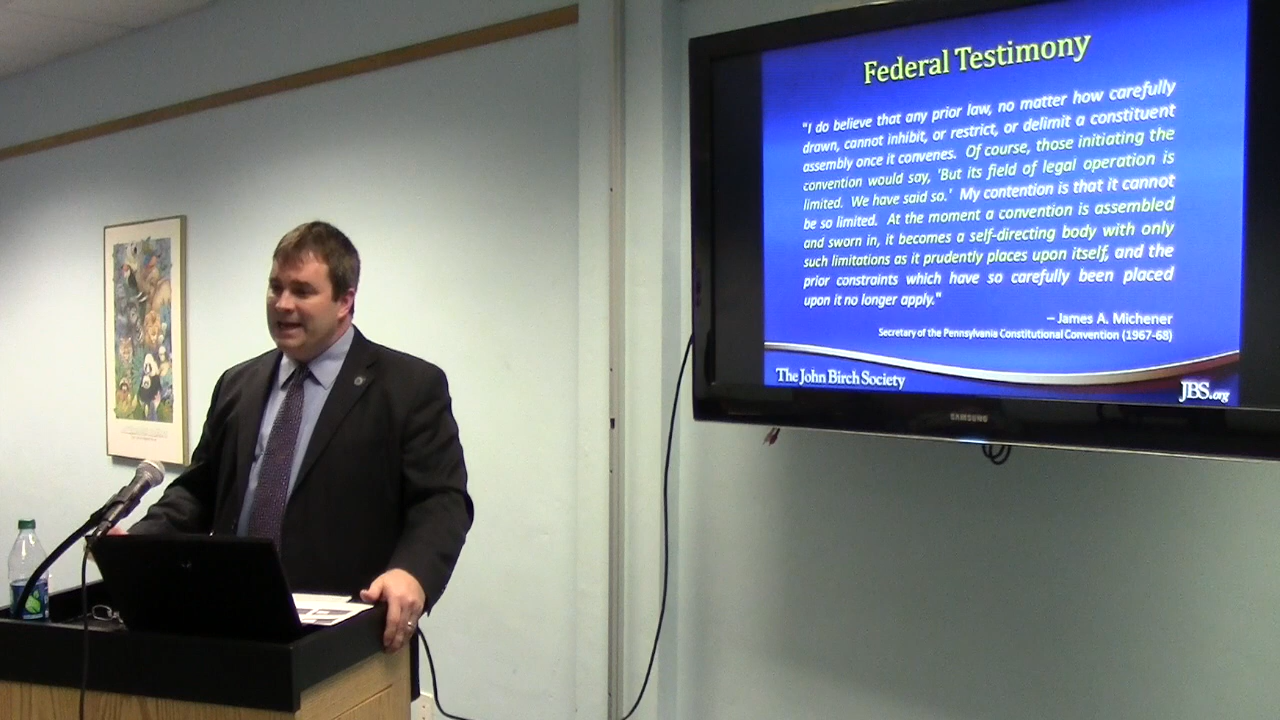 Federal Testimony
"I do believe that any prior law, no matter how carefully
drawn, cannot inhibit, or restrict, or delimit a constituent
assembly once it convenes. Of course, those initiating the
convention would say, 'But its field of legal operation is
limited. We have said so.' My contention is that it cannot
be so limited. At the moment a convention is assembled
and sworn in, it becomes a self-directing body with only
such limitations as it prudently places upon itself, and the
prior constraints which have so carefully been placed
upon it no longer apply."
– James A. Michener
Secretary of the Pennsylvania Constitutional Convention (1967-68)
The John Birch Society
JBS.org
SAMSUNG